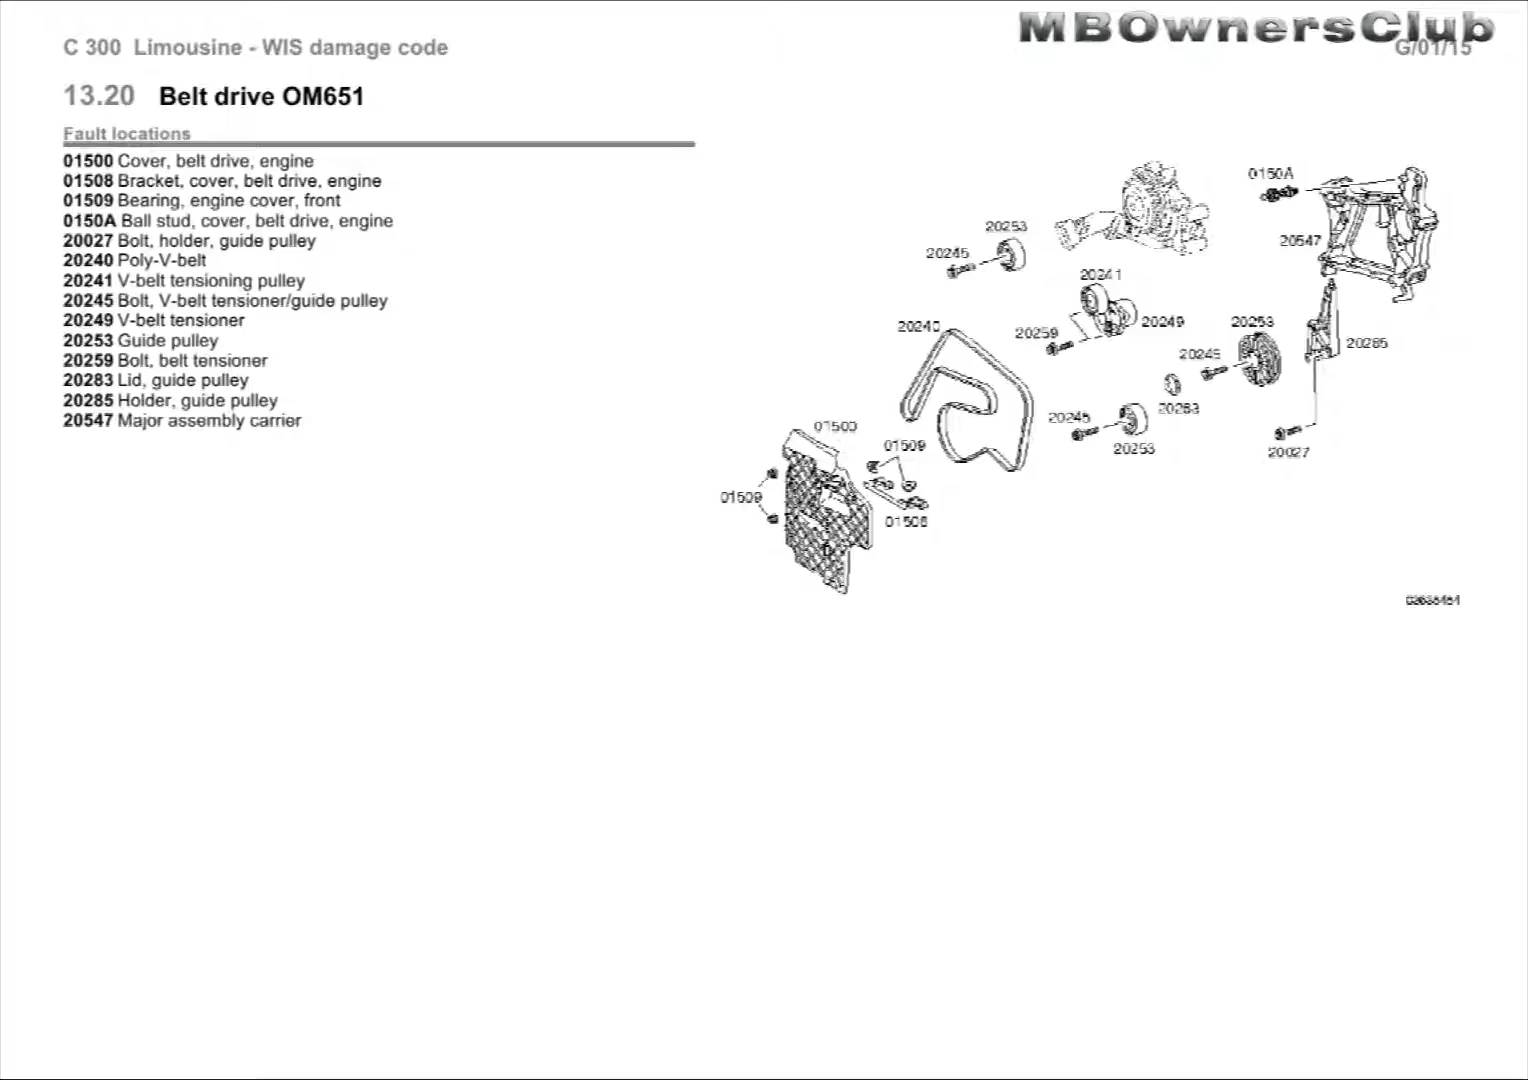 MBOwnersClub
C 300 Limousine - WIS damage code
G/01/15
13.20 Belt drive OM651
Fault locations
01500 Cover, belt drive, engine
01508 Bracket, cover, belt drive, engine
01509 Bearing, engine cover, front
0150A Ball stud, cover, belt drive, engine
20027 Bolt, holder, guide pulley
20240 Poly-V-belt
20241 V-belt tensioning pulley
20245 Bolt, V-belt tensioner/guide pulley
20249 V-belt tensioner
20253 Guide pulley
20259 Bolt, belt tensioner
20283 Lid, guide pulley
20285 Holder, guide pulley
20547 Major assembly carrier
0150A
20253
20547
20245
20241
20249
20253
20240
20259
20285
20245
20283
20245
01500
01509
20253
20027
01509
01508